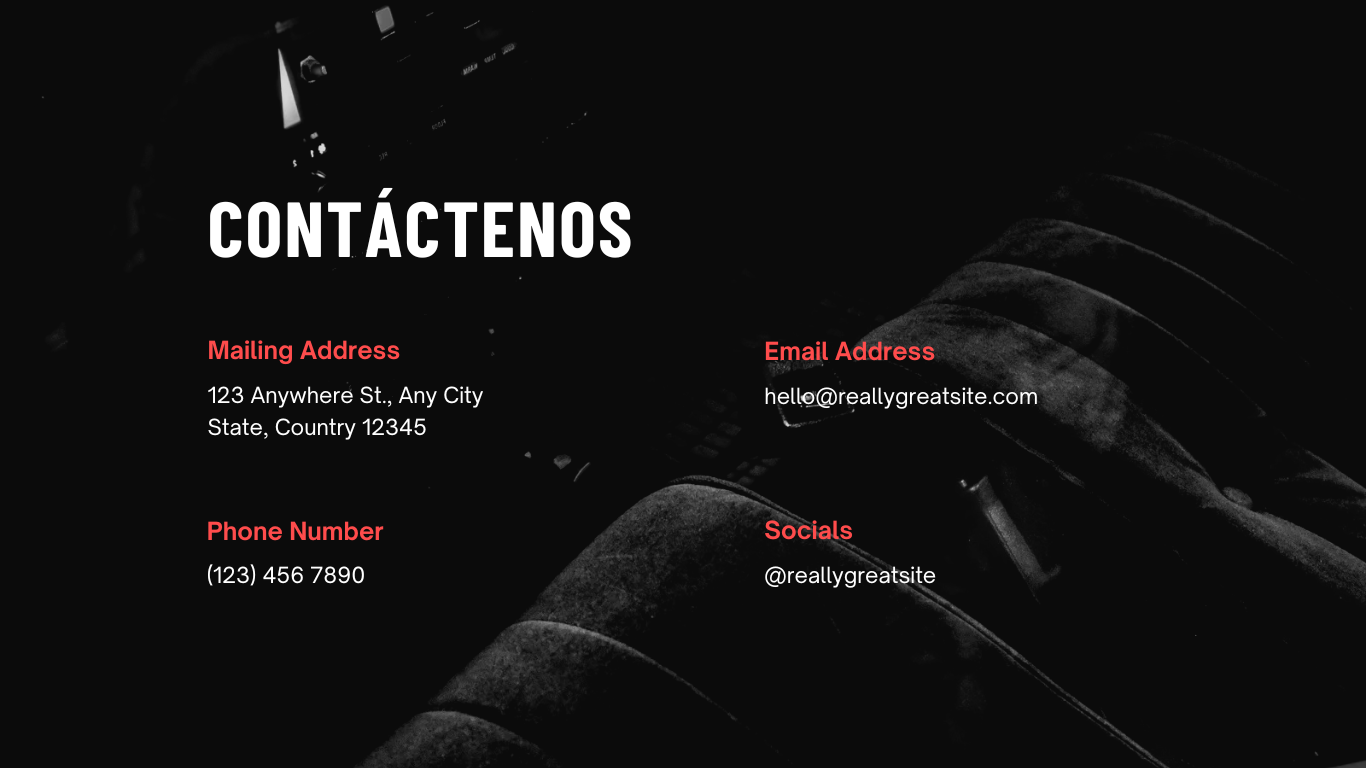 CONTÁCTENOS
Mailing Address
123 Anywhere St., Any City
State, Country 12345
Email Address
hello@reallygreatsite.com
Phone Number
(123) 456 7890
Socials
@reallygreatsite